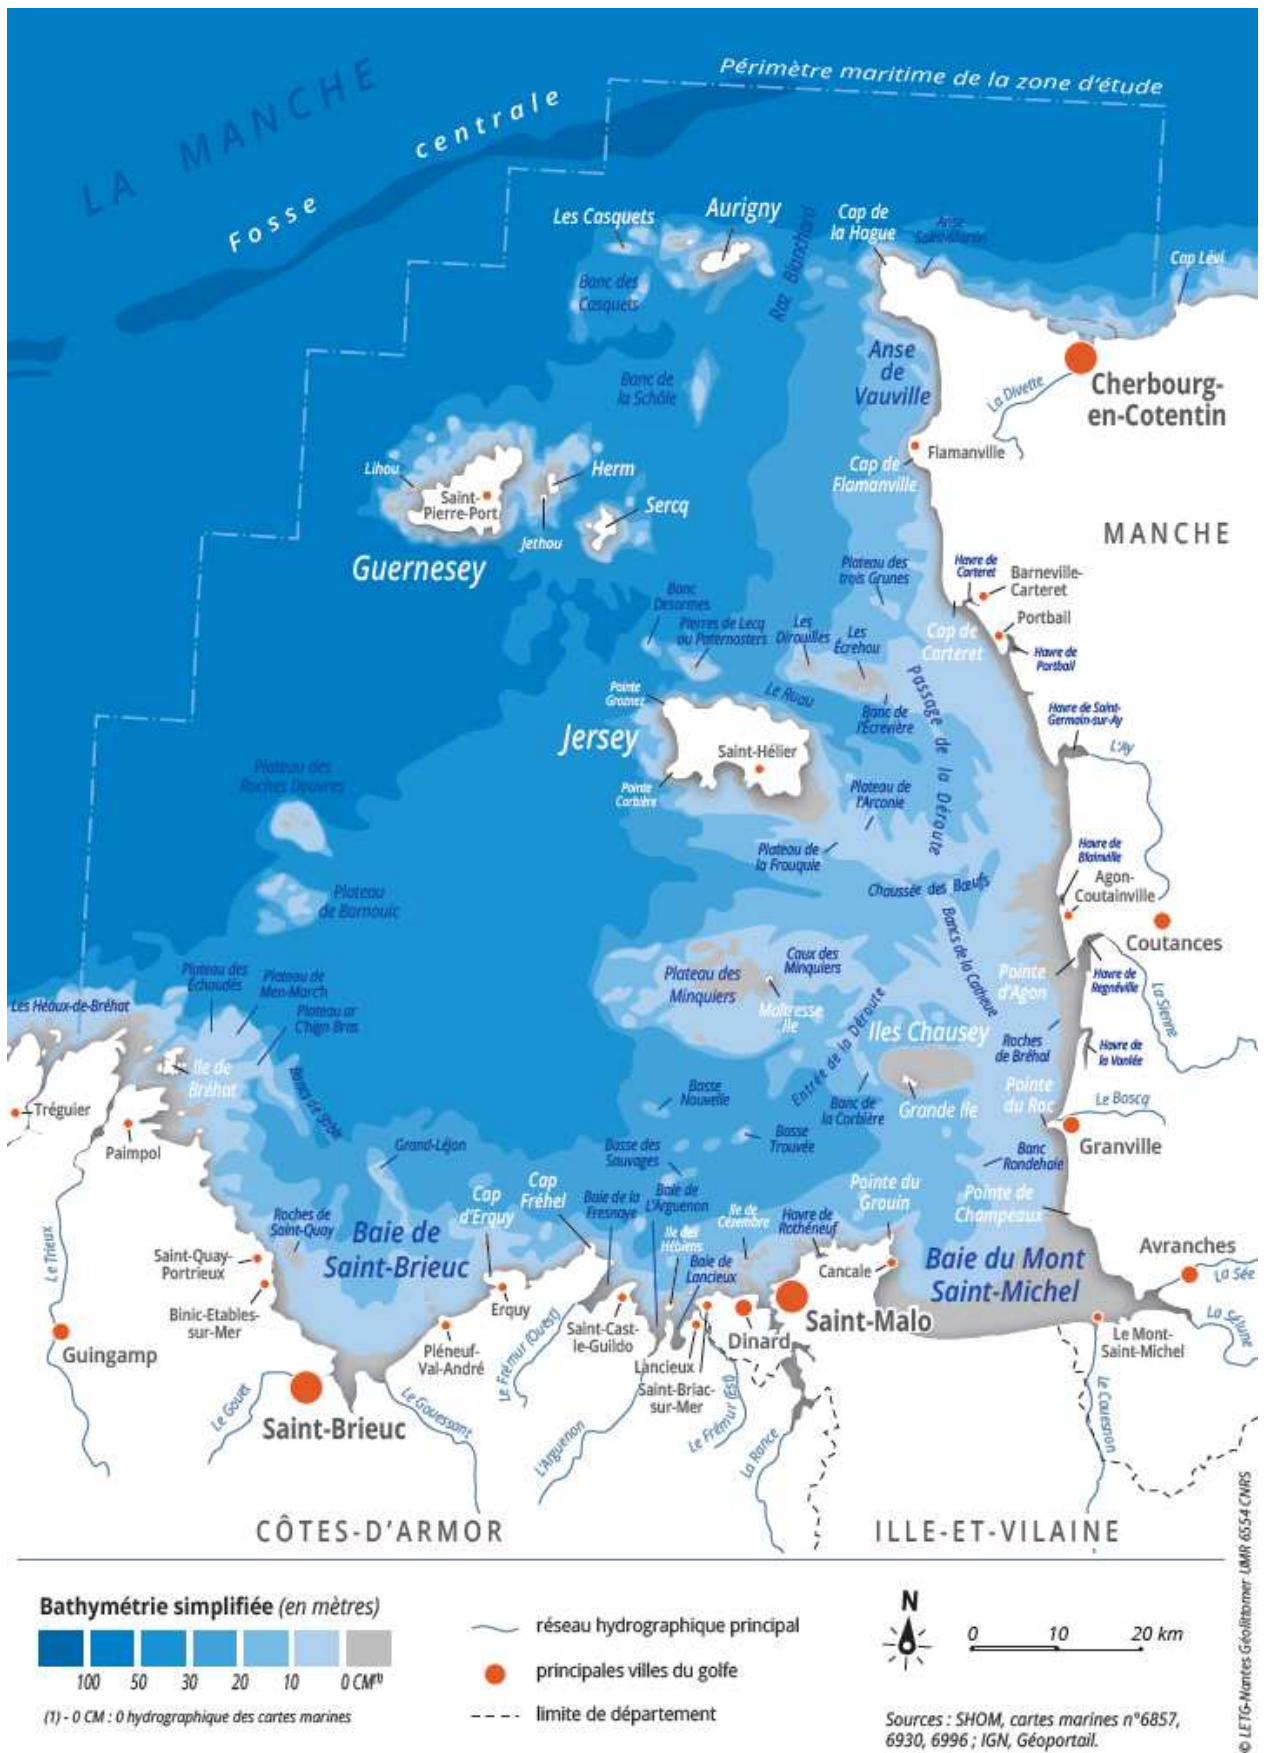 Périmètre maritime de la zone d'étude
LA MANCHE
Fosse centrale
Les Casquets
Aurigny
Cap de
la Hague
Anse
Saint-Martin
Cap Lévi
Banc des
Casquets
Raz Blanchard
Anse
de
Vauville
Banc de
la Schôle
La Divette
Cherbourg-
en-Cotentin
Flamanville
Cap de
Flamanville
Lihou
Herm
Saint-
Pierre-Port
Sercq
Jethou
Guernesey
MANCHE
Plateau des
trois Grunes
Havre de
Carteret
Barneville-
Carteret
Banc
Desormes
Pierres de Lecq
ou Paternosters
Les
Dirouilles
Les
Écrehou
Cap de
Carteret
Portbail
Havre de
Portbail
Pointe
Grosnez
Le Ruau
Banc de
l'Écrevière
Passage de la Déroute
Havre de Saint-
Germain-sur-Ay
L'Ay
Jersey
Saint-Hélier
Plateau des
Roches Douvres
Pointe
Corbière
Plateau de
l'Arconie
Plateau de
la Frouquie
Havre de
Blainville
Agon-
Coutainville
Chaussée des Bœufs
Plateau
de Barnouic
Coutances
Bancs de la Catheue
Plateau des
Échaudés
Plateau de
Men-March
Plateau ar
C'hign Bras
Les Héaux-de-Bréhat
Plateau des
Minquiers
Caux des
Minquiers
Maîtresse
Ile
Pointe
d'Agon
Havre de
Regnéville
La Sienne
Entrée de la Déroute
Iles Chausey
Roches
de Bréhal
Havre de
la Vanlée
Ile de
Bréhat
Tréguier
Basse
Nouvelle
Banc de
la Corbière
Grande Ile
Pointe
du Roc
Le Boscq
Paimpol
Grand-Léjon
Basse des
Sauvages
Basse
Trouvée
Granville
Banc
Rondehaie
Cap
d'Erquy
Cap
Fréhel
Baie de la
Fresnaye
Baie de
L'Arguenon
Ile de
Cézembre
Havre de
Rothéneuf
Pointe du
Grouin
Pointe de
Champeaux
Roches de
Saint-Quay
Baie de
Saint-Brieuc
Ile des
Hébiens
Baie de
Lancieux
Le Trieux
Saint-Quay-
Portrieux
Cancale
Baie du Mont
Saint-Michel
Avranches
La Sée
Binic-Etables-
sur-Mer
Erquy
Saint-Malo
La Sélune
Guingamp
Pléneuf-
Val-André
Le Frémur (Ouest)
Saint-Cast-
le-Guildo
Dinard
Le Mont-
Saint-Michel
Lancieux
Saint-Briac-
sur-Mer
Le Gouet
Le Gouessant
Saint-Brieuc
L'Arguenon
Le Frémur (Est)
La Rance
Le Couesnon
CÔTES-D'ARMOR
ILLE-ET-VILAINE
Bathymétrie simplifiée (en mètres)
100 50 30 20 10 0 CM(1)
(1) - 0 CM : 0 hydrographique des cartes marines
réseau hydrographique principal
principales villes du golfe
limite de département
N
0 10 20 km
Sources : SHOM, cartes marines n°6857,
6930, 6996 ; IGN, Géoportail.
© LETG-Nantes Géolittomer UMR 6554 CNRS